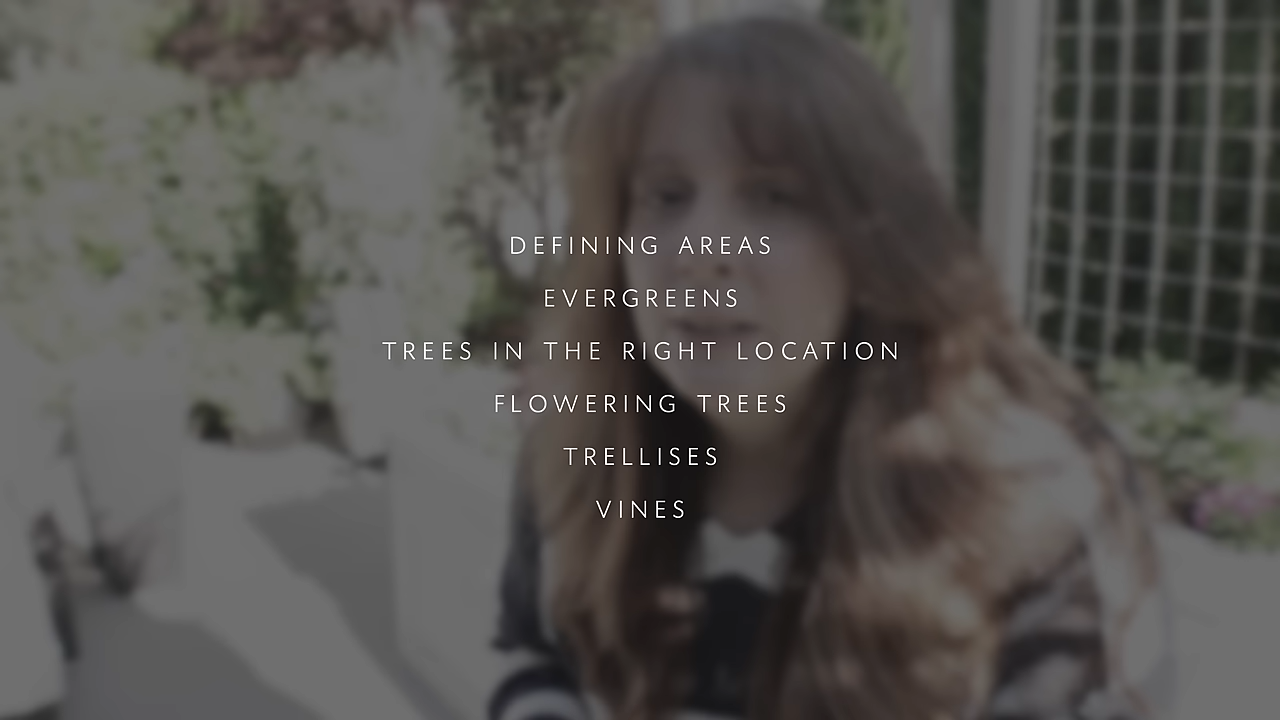 DEFINING AREAS
EVERGREENS
TREES IN THE RIGHT LOCATION
FLOWERING TREES
TRELLISES
VINES